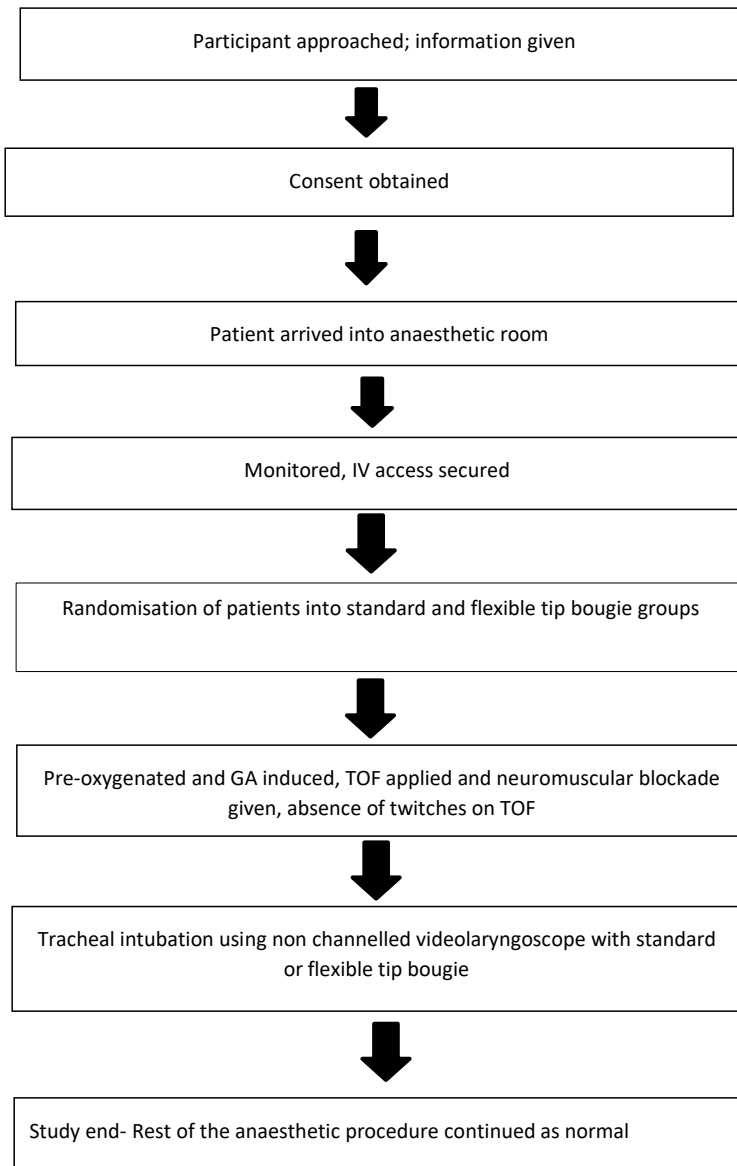 Participant approached; information given
Consent obtained
Patient arrived into anaesthetic room
Monitored, IV access secured
Randomisation of patients into standard and flexible tip bougie groups
Pre-oxygenated and GA induced, TOF applied and neuromuscular blockade
given, absence of twitches on TOF
Tracheal intubation using non channelled videolaryngoscope with standard
or flexible tip bougie
Study end- Rest of the anaesthetic procedure continued as normal